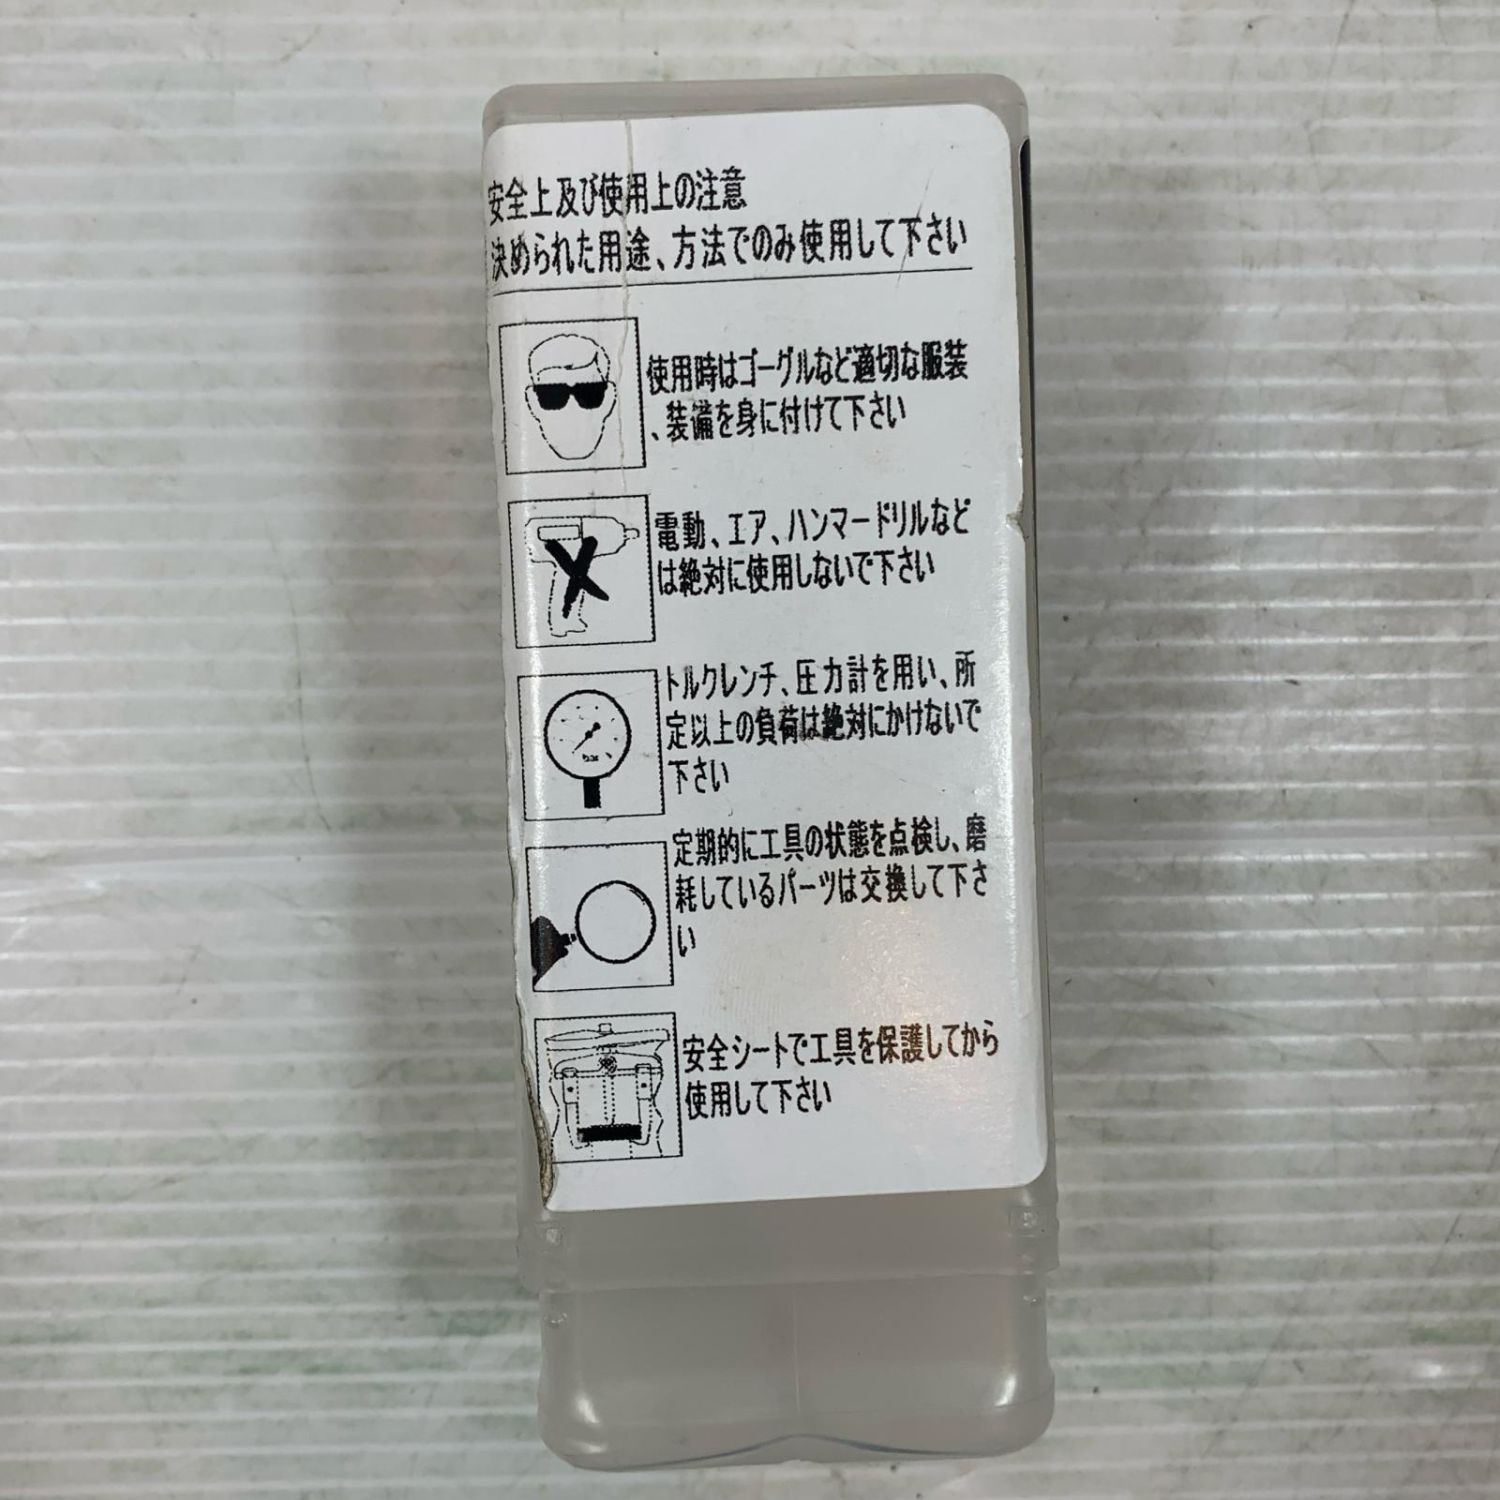 安全上及び使用上の注意
決められた用途、方法でのみ使用して下さい
使用時はゴーグルなど適切な服装
、装備を身に付けて下さい
電動、エア、ハンマードリルなど
は絶対に使用しないで下さい
トルクレンチ、圧力計を用い、所
定以上の負荷は絶対にかけないで
下さい
定期的に工具の状態を点検し、磨
耗しているパーツは交換して下さ
い
安全シートで工具を保護してから
使用して下さい